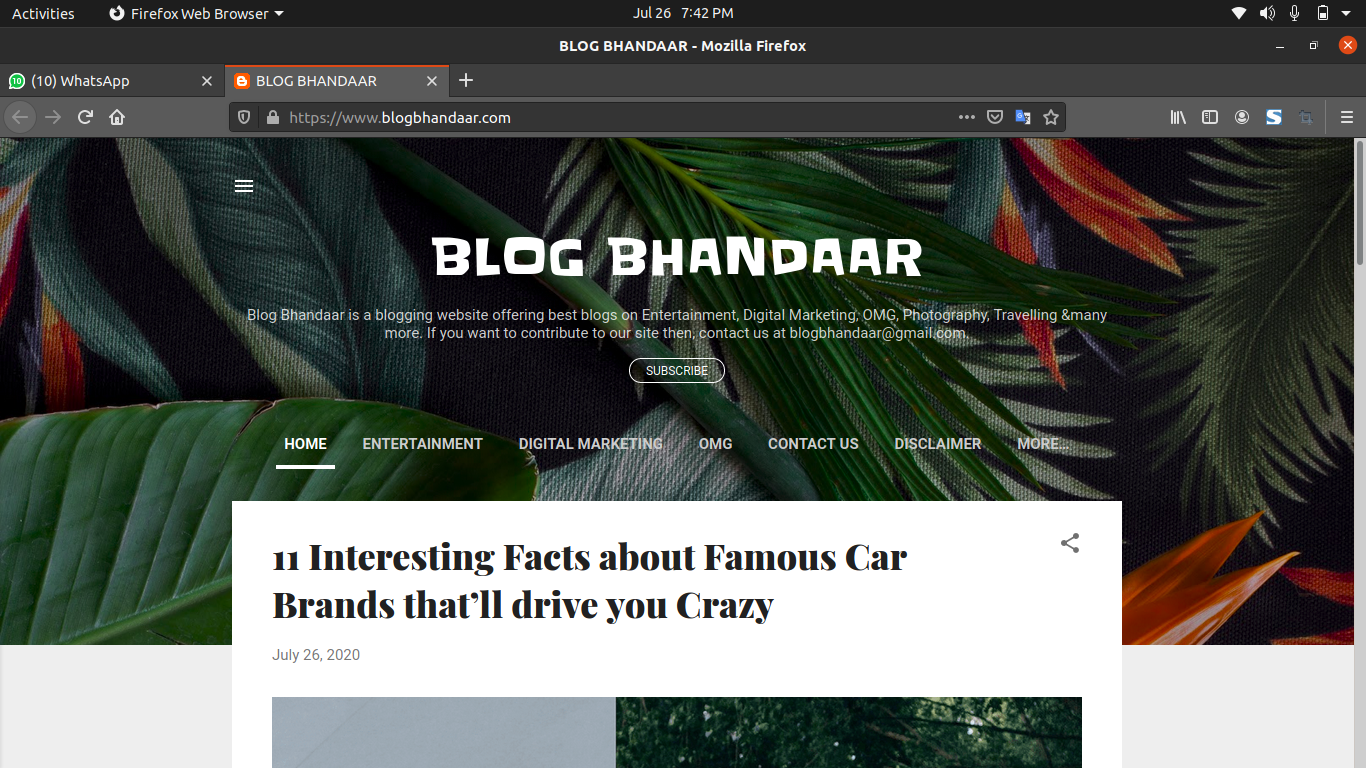 Activities
Firefox Web Browser
Jul 26 7:42 PM
BLOG BHANDAAR - Mozilla Firefox
10
(10) WhatsApp
BLOG BHANDAAR
https://www.blogbhandaar.com
S
BLOG BHANDAAR
Blog Bhandaar is a blogging website offering best blogs on Entertainment, Digital Marketing, OMG, Photography, Travelling &many
more. If you want to contribute to our site then, contact us at blogbhandaar@gmail.com.
SUBSCRIBE
HOME ENTERTAINMENT DIGITAL MARKETING OMG CONTACT US DISCLAIMER MORE…
11 Interesting Facts about Famous Car
Brands that’ll drive you Crazy
July 26, 2020